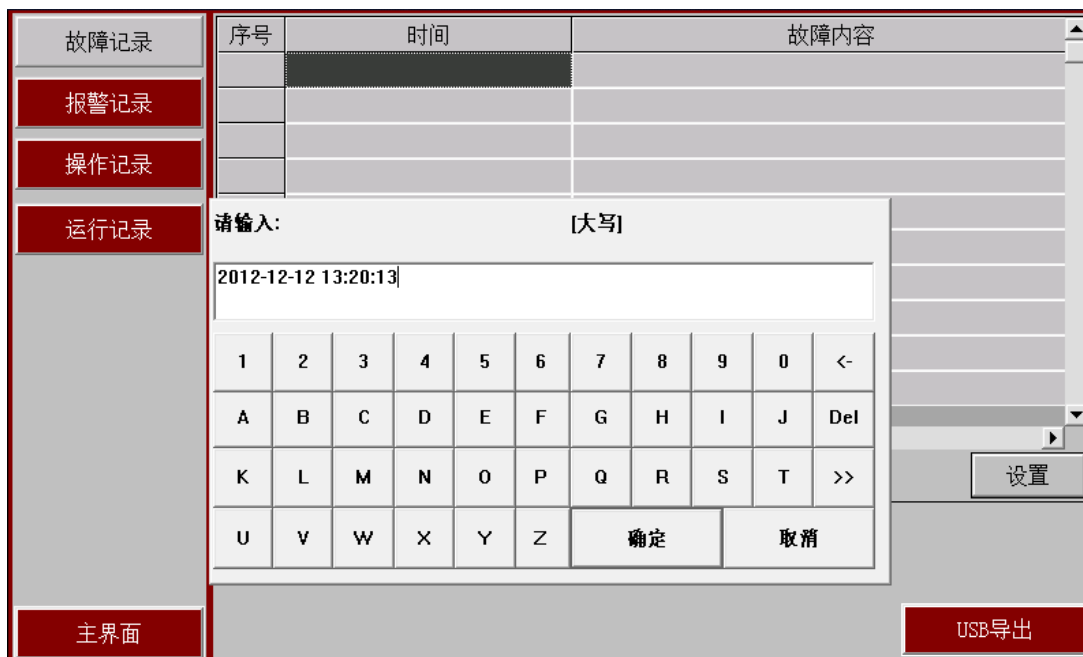 故障记录
报警记录
操作记录
运行记录
主界面
序号 时间 故障内容
请输入: [大写]
2012-12-12 13:20:13
1 2 3 4 5 6 7 8 9 0 <-
A B C D E F G H I J Del
K L M N O P Q R S T >>
U V W X Y Z 确定 取消
设置
USB导出